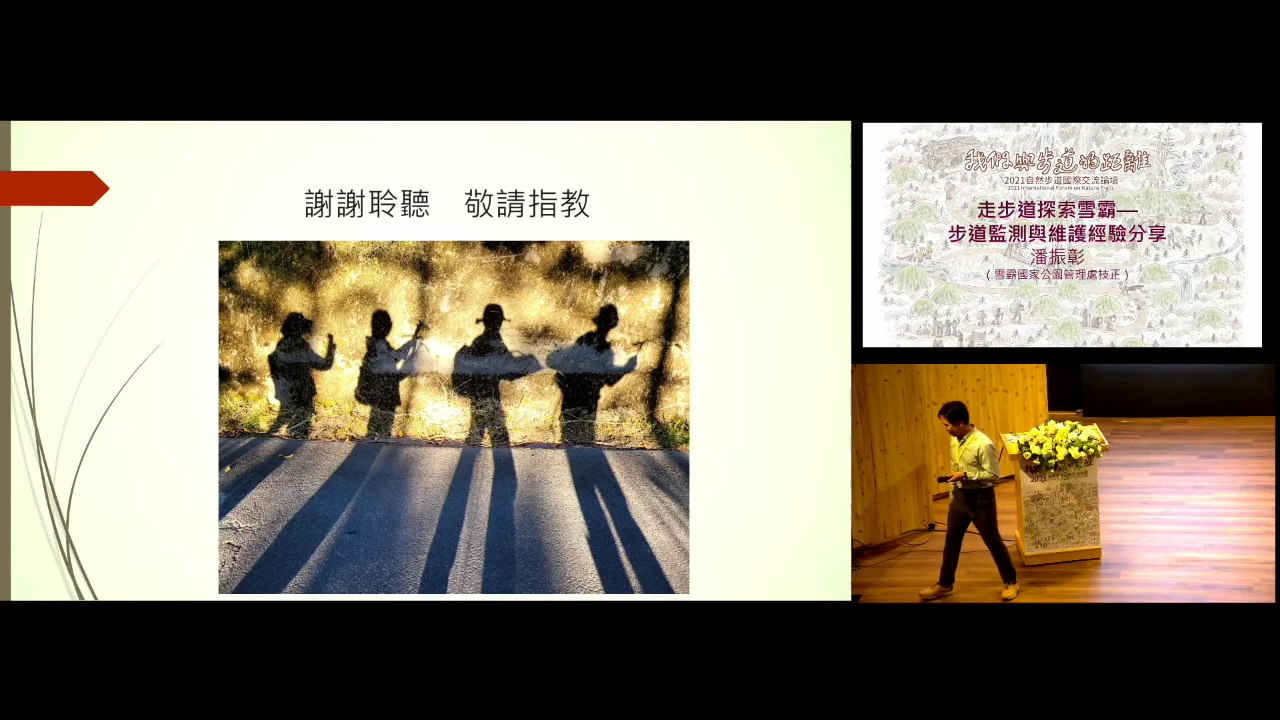 謝謝聆聽　敬請指教
我們與步道的距離
2021自然步道國際交流論壇
2021 International Forum on Nature Trails
走步道探索雪霸—
步道監測與維護經驗分享
潘振彰
（雪霸國家公園管理處技正）